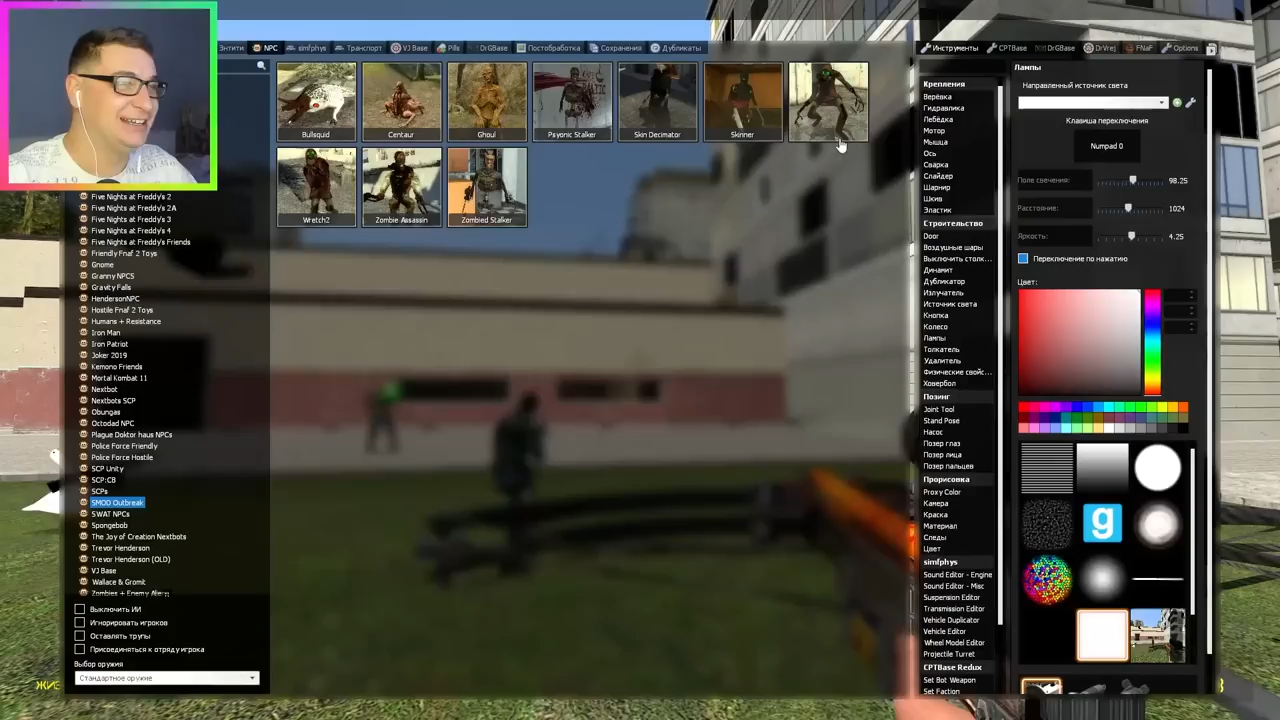 Энтити NPC simfphys Транспорт VJ Base Pills DrGBase Постобработка Сохранения Дубликаты
Bullsquid Centaur Ghoul Psyonic Stalker Skin Decimator Skinner
Wretch2 Zombie Assassin Zombied Stalker
Five Nights at Freddy's 2
Five Nights at Freddy's 2A
Five Nights at Freddy's 3
Five Nights at Freddy's 4
Five Nights at Freddy's Friends
Friendly Fnaf 2 Toys
Gnome
Granny NPCS
Gravity Falls
HendersonNPC
Hostile Fnaf 2 Toys
Humans + Resistance
Iron Man
Iron Patriot
Joker 2019
Kemono Friends
Mortal Kombat 11
Nextbot
Nextbots SCP
Obungas
Octodad NPC
Plague Doktor haus NPCs
Police Force Friendly
Police Force Hostile
SCP Unity
SCP:CB
SCPs
SMOD Outbreak
SWAT NPCs
Spongebob
The Joy of Creation Nextbots
Trevor Henderson
Trevor Henderson (OLD)
VJ Base
Wallace & Gromit
Zombies + Enemy Aliens
Выключить ИИ
Игнорировать игроков
Оставлять трупы
Присоединяться к отряду игрока
Выбор оружия
Стандартное оружие
Инструменты CPTBase DrGBase DrVrej FNaF Options
Крепления
Верёвка
Гидравлика
Лебёдка
Мотор
Мышца
Ось
Сварка
Слайдер
Шарнир
Шкив
Эластик
Строительство
Door
Воздушные шары
Выключить столк...
Динамит
Дубликатор
Излучатель
Источник света
Кнопка
Колесо
Лампы
Толкатель
Удалитель
Физические свойс...
Ховербол
Позинг
Joint Tool
Stand Pose
Насос
Позер глаз
Позер лица
Позер пальцев
Прорисовка
Proxy Color
Камера
Краска
Материал
Следы
Цвет
simfphys
Sound Editor - Engine
Sound Editor - Misc
Suspension Editor
Transmission Editor
Vehicle Duplicator
Vehicle Editor
Wheel Model Editor
Projectile Turret
CPTBase Redux
Set Bot Weapon
Set Faction
Лампы
Направленный источник света
Клавиша переключения
Numpad 0
Поле свечения: 98.25
Расстояние: 1024
Яркость: 4.25
Переключение по нажатию
Цвет:
g